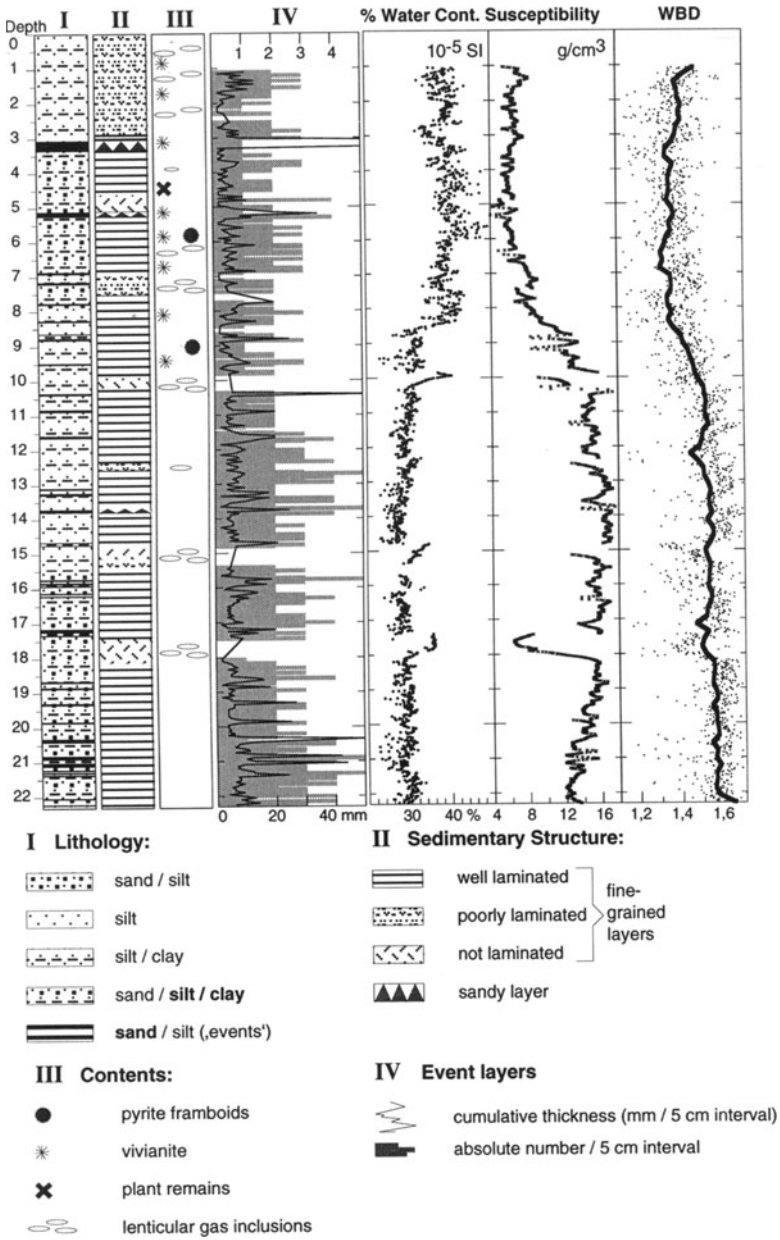 I II III IV % Water Cont. Susceptibility WBD
Depth
1 2 3 4 10⁻⁵ SI g/cm³
0
1
2
3
4
5
6
7
8
9
10
11
12
13
14
15
16
17
18
19
20
21
22
0 20 40 mm 30 40 % 4 8 12 16 1,2 1,4 1,6
I Lithology:
sand / silt
silt
silt / clay
sand / silt / clay
sand / silt (‚events')
II Sedimentary Structure:
well laminated
poorly laminated
not laminated
fine-
grained
layers
sandy layer
III Contents:
pyrite framboids
vivianite
plant remains
lenticular gas inclusions
IV Event layers
cumulative thickness (mm / 5 cm interval)
absolute number / 5 cm interval